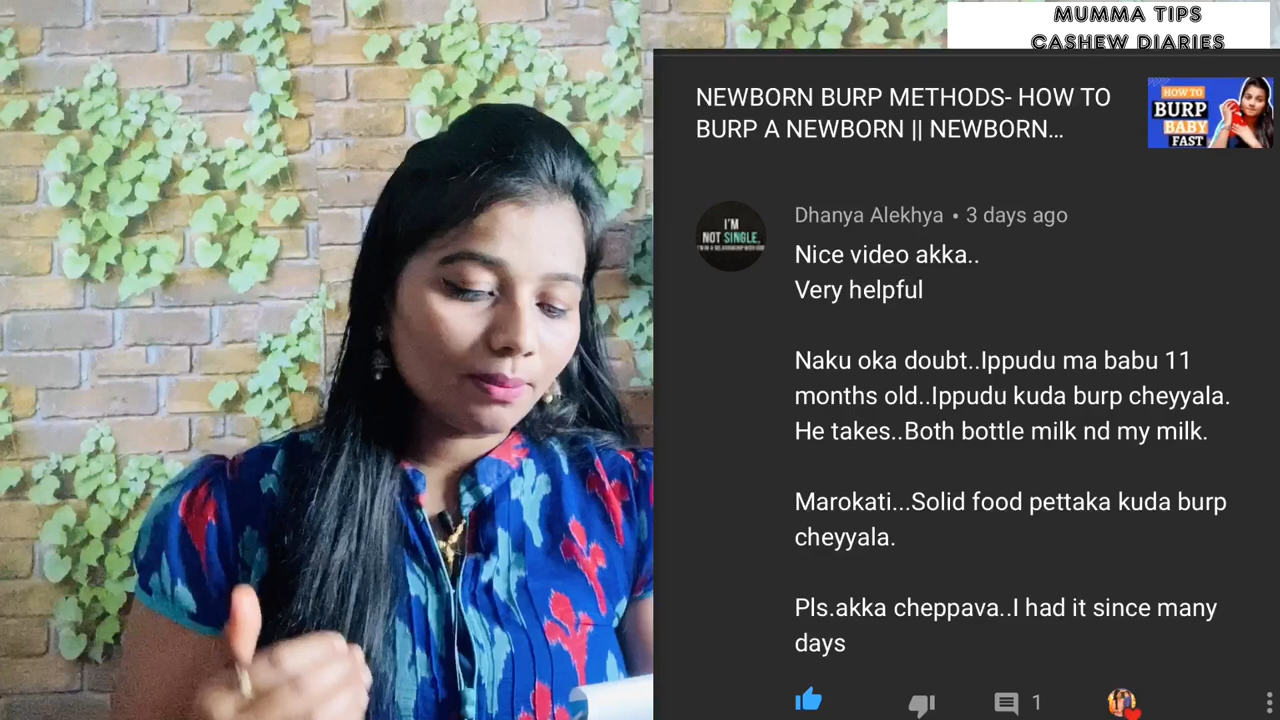 MUMMA TIPS
CASHEW DIARIES
NEWBORN BURP METHODS- HOW TO
BURP A NEWBORN || NEWBORN...
HOW TO
BURP
BABY
FAST
I'M
NOT SINGLE,
Dhanya Alekhya • 3 days ago
Nice video akka..
Very helpful
Naku oka doubt..Ippudu ma babu 11
months old..Ippudu kuda burp cheyyala.
He takes..Both bottle milk nd my milk.
Marokati...Solid food pettaka kuda burp
cheyyala.
Pls.akka cheppava..I had it since many
days
1